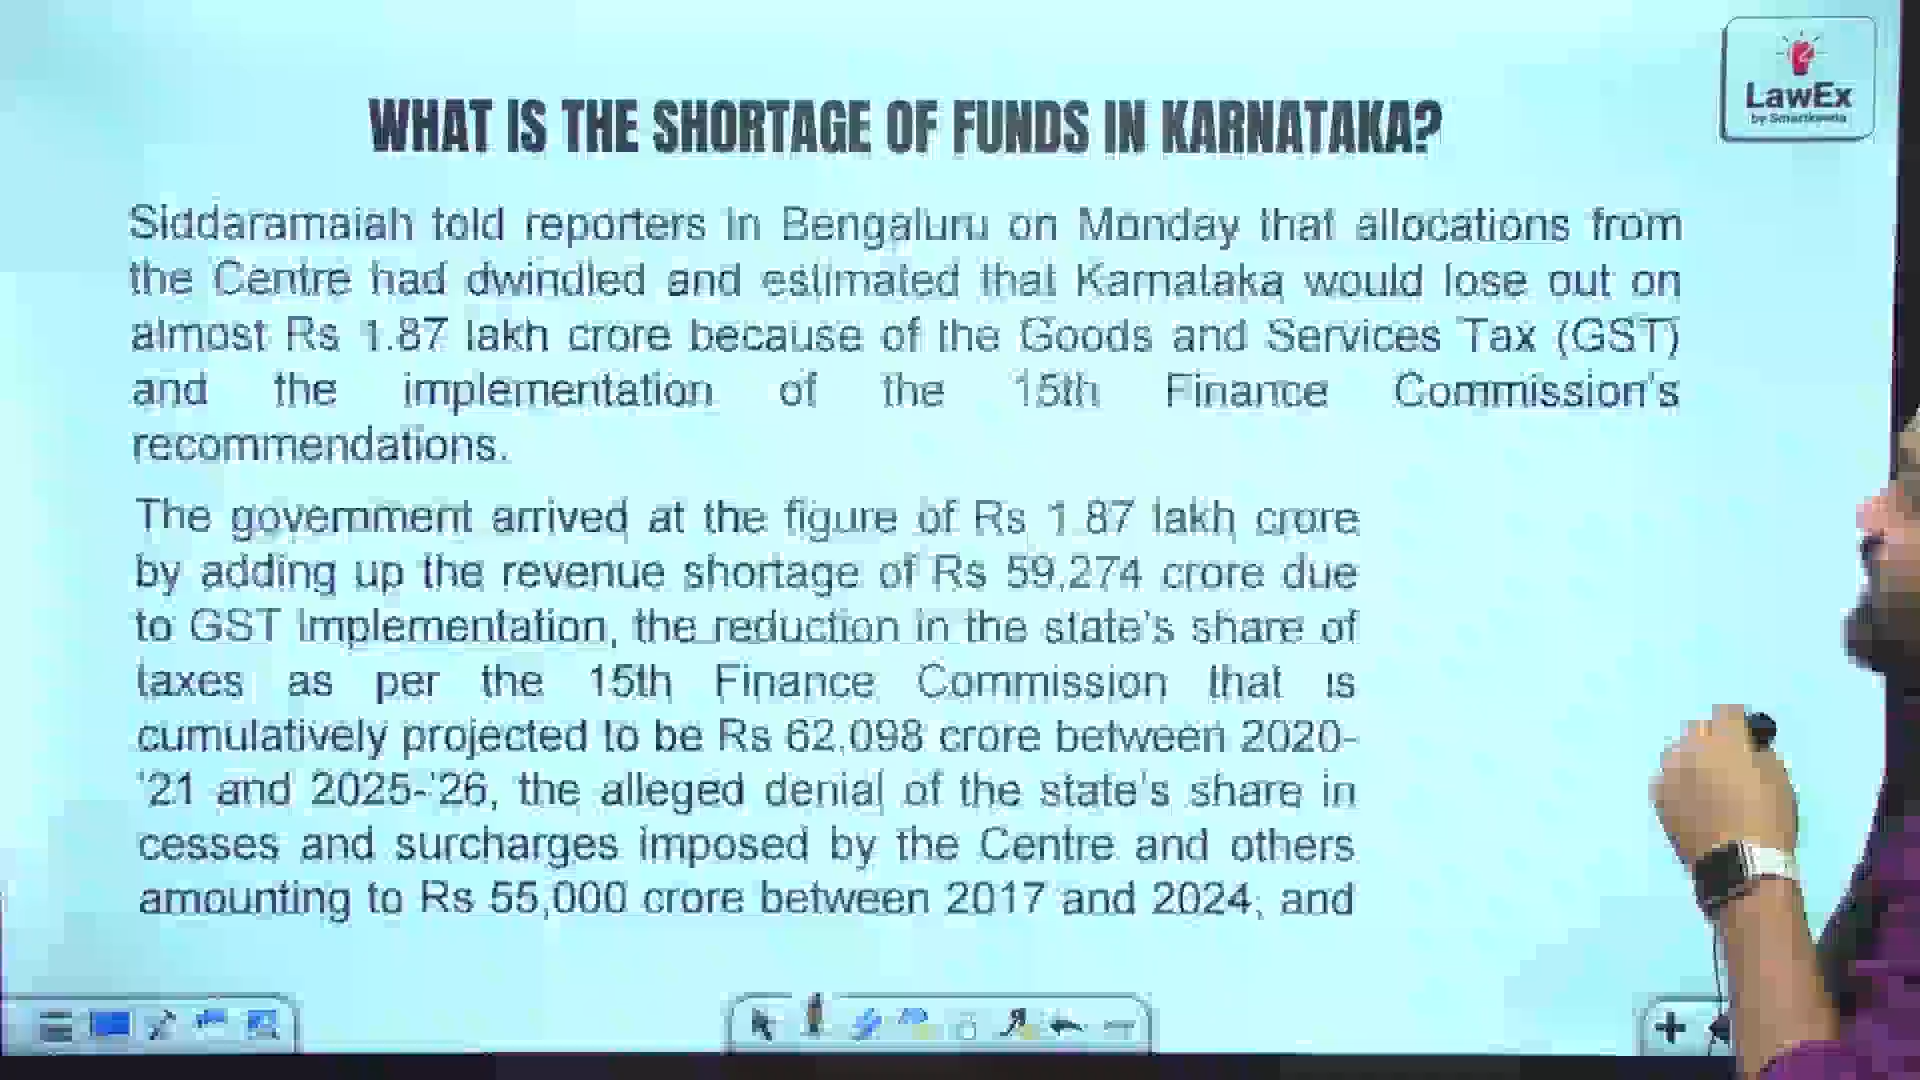 LawEx
by Smartkeeda
WHAT IS THE SHORTAGE OF FUNDS IN KARNATAKA?
Siddaramaiah told reporters in Bengaluru on Monday that allocations from
the Centre had dwindled and estimated that Karnataka would lose out on
almost Rs 1.87 lakh crore because of the Goods and Services Tax (GST)
and the implementation of the 15th Finance Commission's
recommendations.
The government arrived at the figure of Rs 1.87 lakh crore
by adding up the revenue shortage of Rs 59,274 crore due
to GST implementation, the reduction in the state's share of
taxes as per the 15th Finance Commission that is
cumulatively projected to be Rs 62,098 crore between 2020-
'21 and 2025-'26, the alleged denial of the state's share in
cesses and surcharges imposed by the Centre and others
amounting to Rs 55,000 crore between 2017 and 2024, and